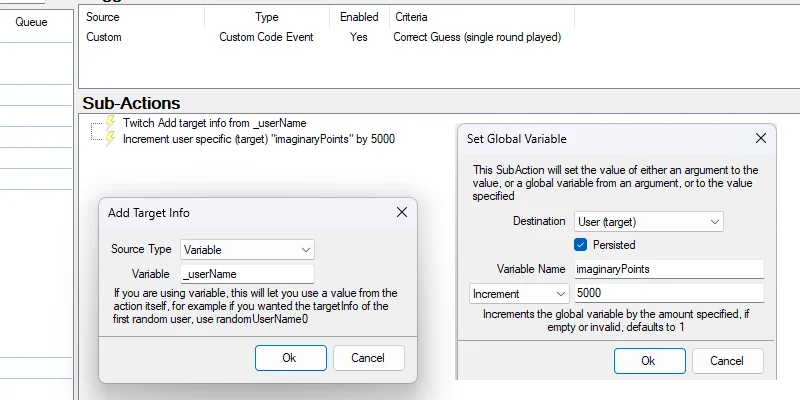 Queue
Source Type Enabled Criteria
Custom Custom Code Event Yes Correct Guess (single round played)
Sub-Actions
Twitch Add target info from _userName
Increment user specific (target) "imaginaryPoints" by 5000
Add Target Info
Source Type Variable
Variable _userName
If you are using variable, this will let you use a value from the
action itself, for example if you wanted the targetInfo of the
first random user, use randomUserName0
Ok Cancel
Set Global Variable
This SubAction will set the value of either an argument to the
value, or a global variable from an argument, or to the value
specified
Destination User (target)
Persisted
Variable Name imaginaryPoints
Increment 5000
Increments the global variable by the amount specified, if
empty or invalid, defaults to 1
Ok Cancel